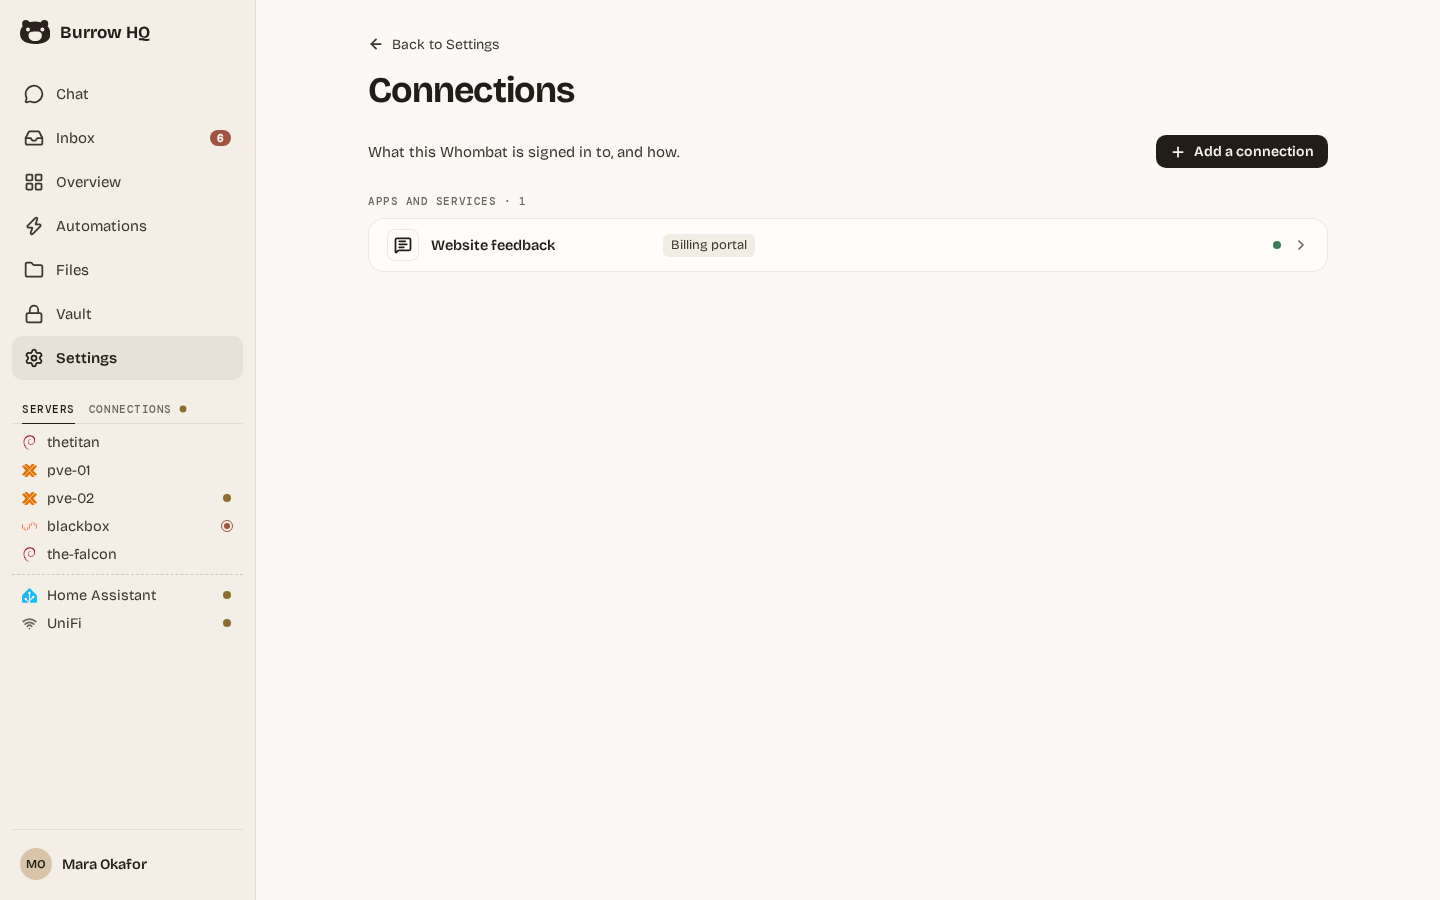 Burrow HQ
Chat
Inbox 6
Overview
Automations
Files
Vault
Settings
SERVERS CONNECTIONS
thetitan
pve-01
pve-02
blackbox
the-falcon
Home Assistant
UniFi
MO Mara Okafor
Back to Settings
Connections
What this Whombat is signed in to, and how.
Add a connection
APPS AND SERVICES · 1
Website feedback Billing portal